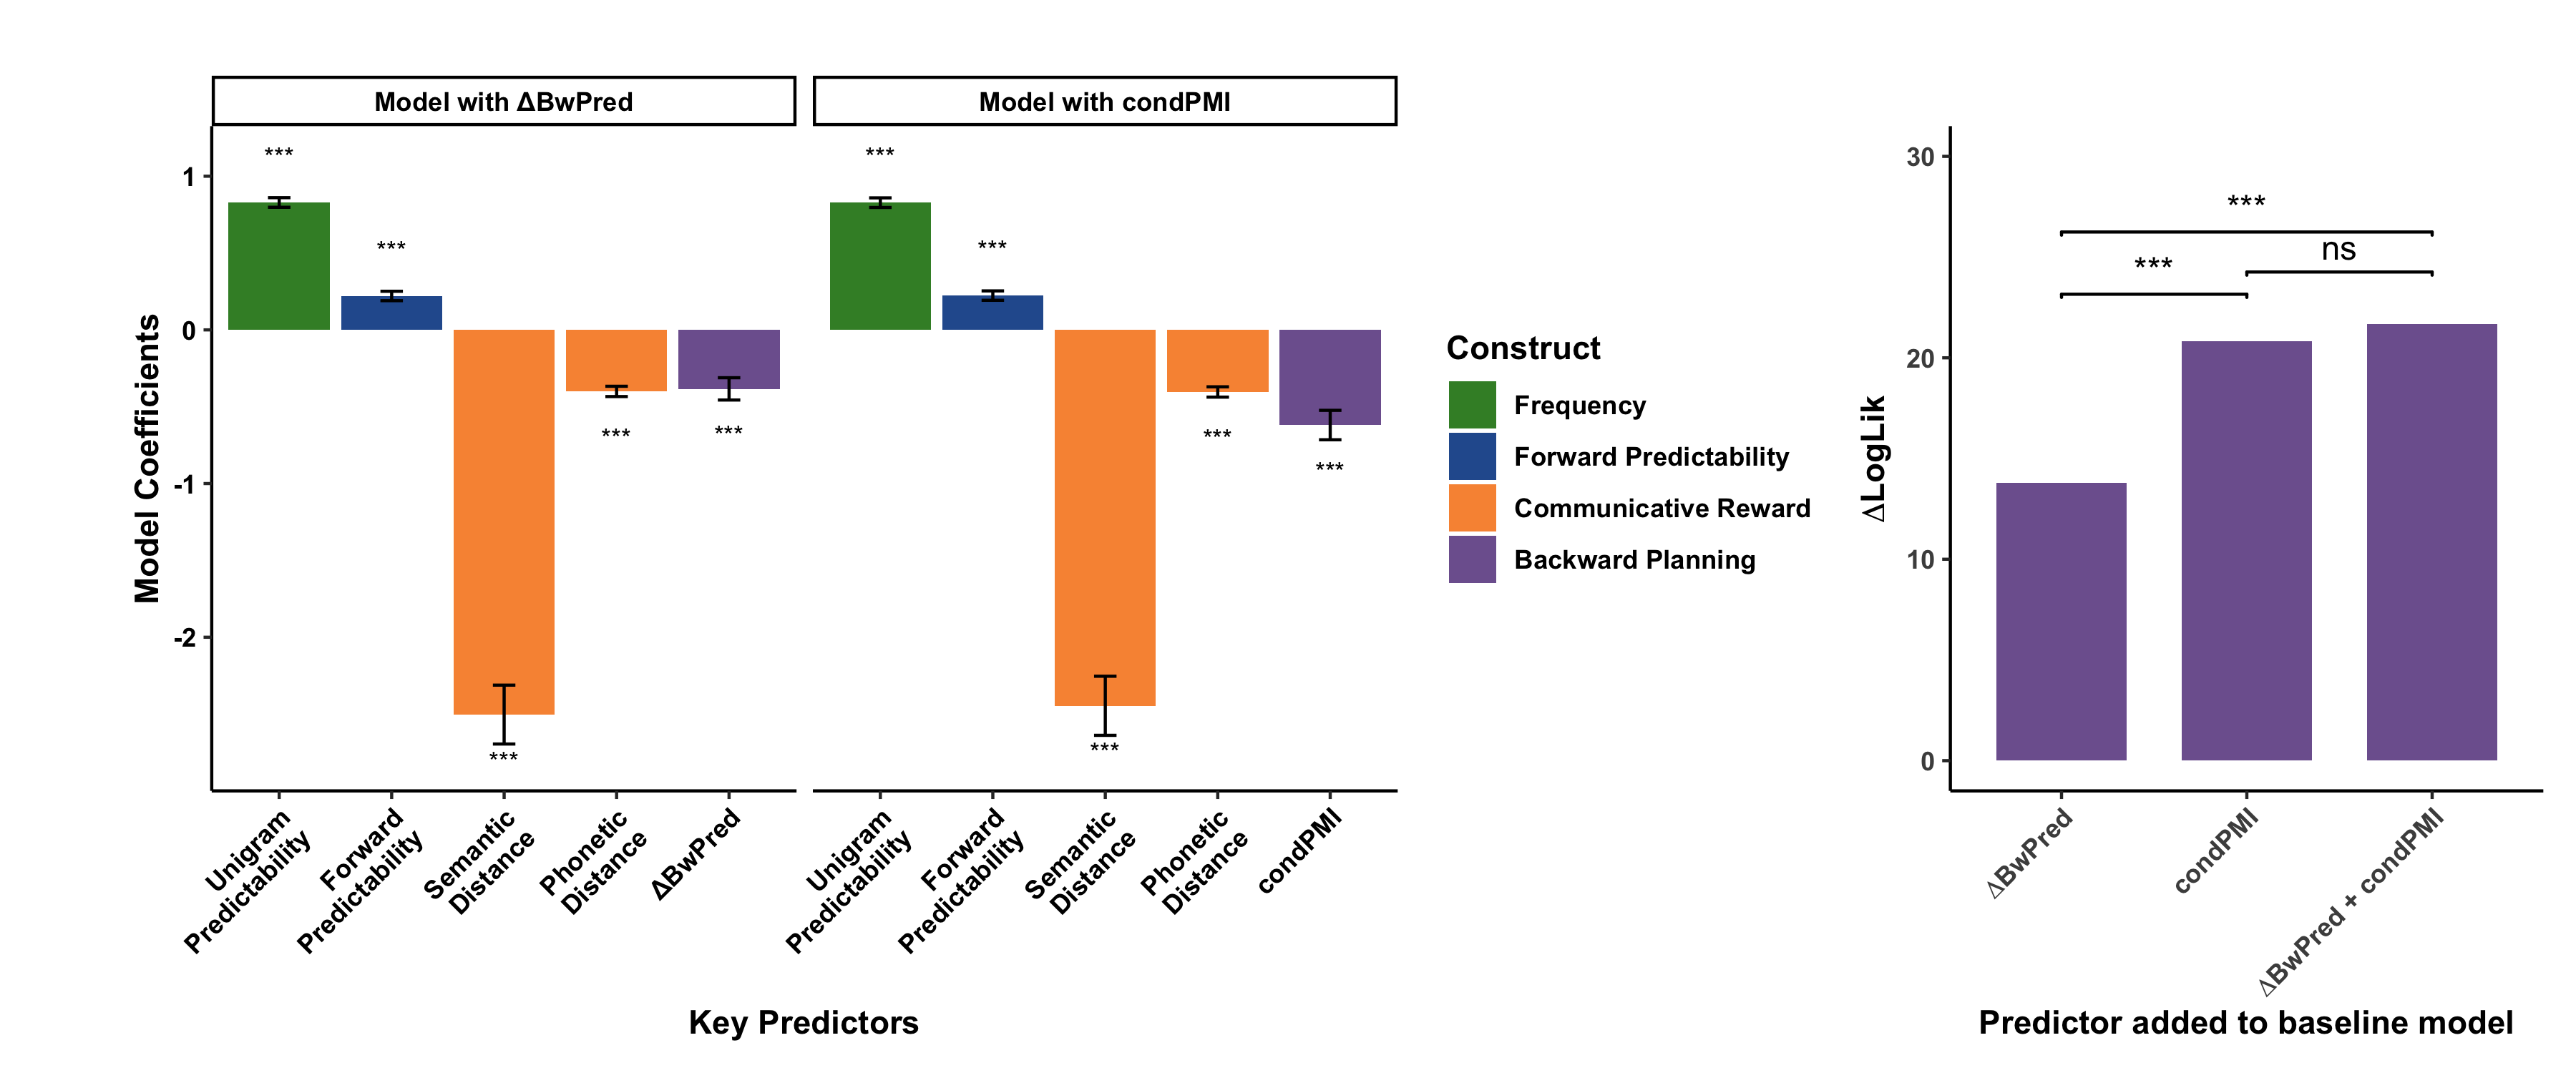 Model with ΔBwPred
Model with condPMI
Model Coefficients
1
0
-1
-2
***
***
***
***
***
***
***
***
***
***
Unigram
Predictability
Forward
Predictability
Semantic
Distance
Phonetic
Distance
ΔBwPred
Unigram
Predictability
Forward
Predictability
Semantic
Distance
Phonetic
Distance
condPMI
Key Predictors
Construct
Frequency
Forward Predictability
Communicative Reward
Backward Planning
ΔLogLik
30
20
10
0
***
***
ns
ΔBwPred
condPMI
ΔBwPred + condPMI
Predictor added to baseline model